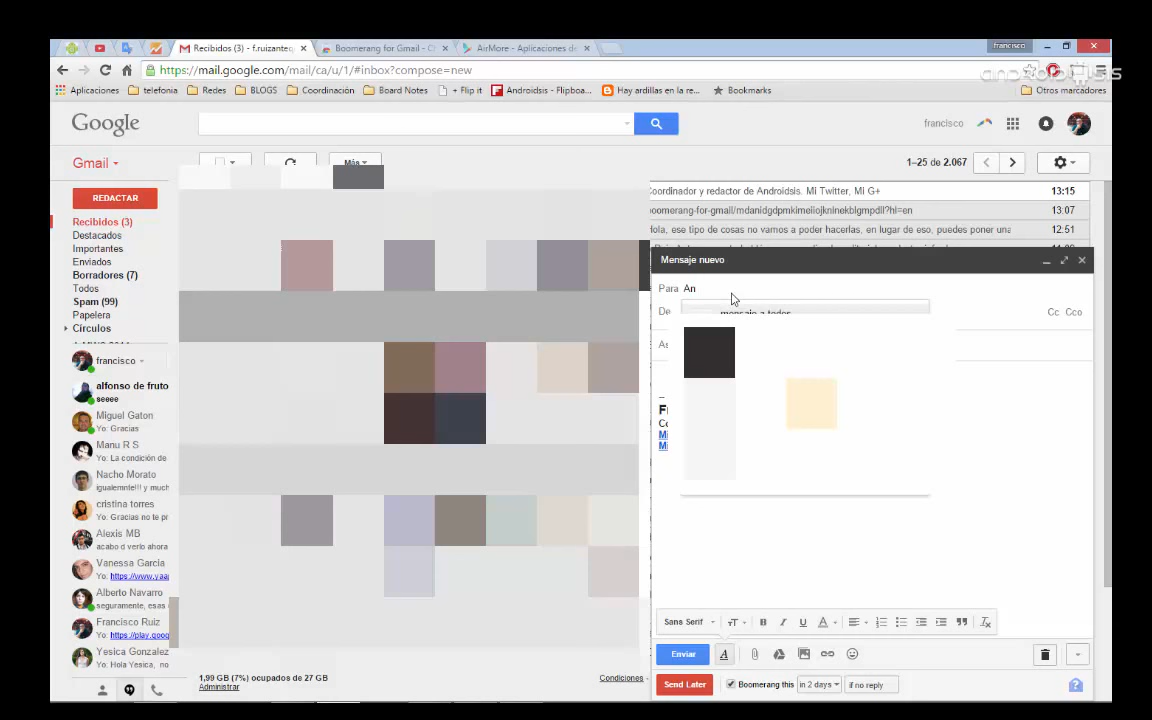 francisco
Recibidos (3) - f.ruizanteq
Boomerang for Gmail - C
AirMore - Aplicaciones de
https://mail.google.com/mail/ca/u/1/#inbox?compose=new
androidsis
Aplicaciones telefonia Redes BLOGS Coordinación Board Notes + Flip it Androidsis - Flipboa... Hay ardillas en la re... Bookmarks Otros marcadores
Google francisco
Gmail Más 1–25 de 2.067
REDACTAR
Coordinador y redactor de Androidsis. Mi Twitter, Mi G+ 13:15
Recibidos (3)
13:07
Destacados
Hola, ese tipo de cosas no vamos a poder hacerlas, en lugar de eso, puedes poner una 12:51
Importantes
Enviados
Borradores (7)
Todos
Spam (99)
Papelera
Círculos
francisco
alfonso de fruto
seeee
Miguel Gaton
Yo: Gracias
Manu R S
Yo: La condición de
Nacho Morato
igualemnte!!! y much
cristina torres
Yo: Gracias no te pr
Alexis MB
acabo d verlo ahora
Vanessa Garcia
Yo: https://www.yaa
Alberto Navarro
seguramente, esas
Francisco Ruiz
Yo: https://play.goog
Yesica Gonzalez
Yo: Hola Yesica, no
Mensaje nuevo
Para An
De
mensaje a todos
Cc Cco
As
Sans Serif
Enviar
Send Later Boomerang this in 2 days if no reply
1,99 GB (7%) ocupados de 27 GB
Administrar
Condiciones